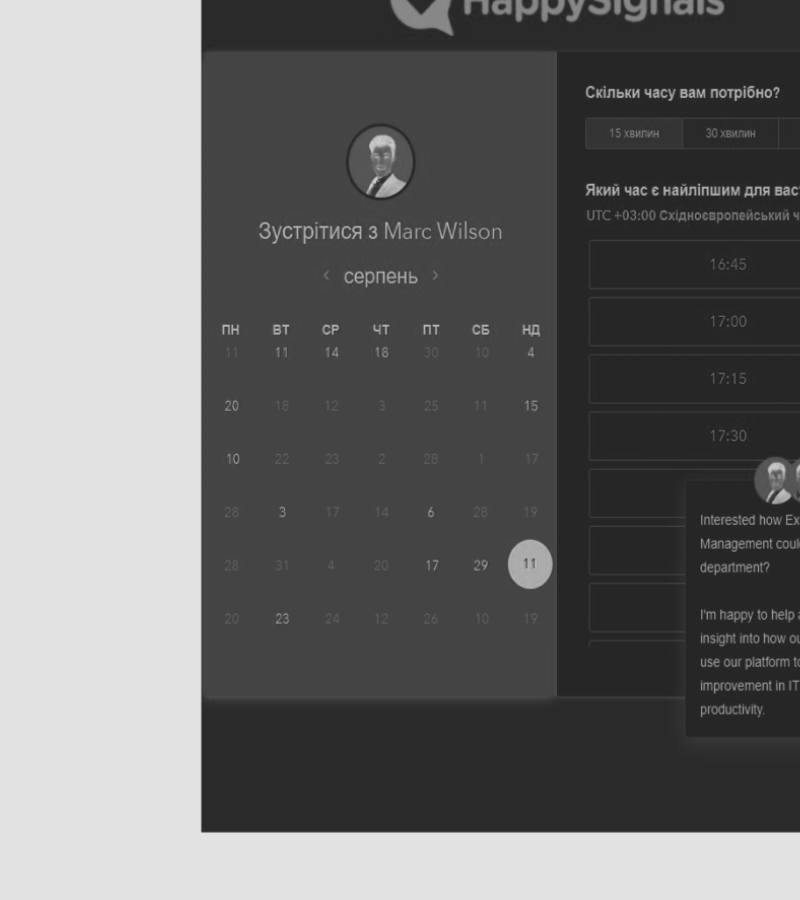 HappySignals
Зустрітися з Marc Wilson
‹ серпень ›
ПН ВТ СР ЧТ ПТ СБ НД
11 11 14 18 30 10 4
20 18 12 3 25 11 15
10 22 23 2 28 1 17
28 3 17 14 6 28 19
28 31 4 20 17 29 11
20 23 24 12 26 10 19
Скільки часу вам потрібно?
15 хвилин 30 хвилин
Який час є найліпшим для вас
UTC +03:00 Східноєвропейський ч
16:45
17:00
17:15
17:30
Interested how Ex
Management coul
department?
I'm happy to help a
insight into how ou
use our platform to
improvement in IT
productivity.